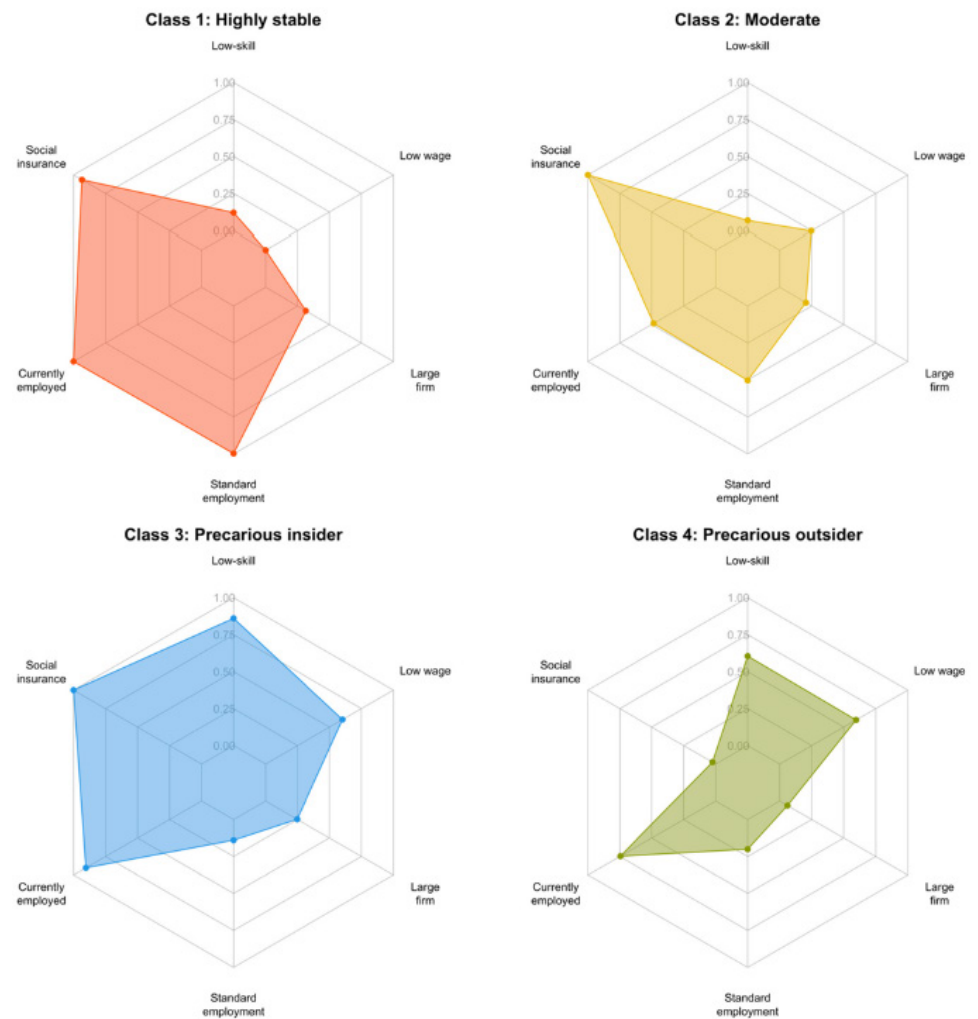 Class 1: Highly stable
Low-skill
1.00
0.75
0.50
0.25
0.00
Social
insurance
Low wage
Currently
employed
Large
firm
Standard
employment
Class 2: Moderate
Low-skill
1.00
0.75
0.50
0.25
0.00
Social
insurance
Low wage
Currently
employed
Large
firm
Standard
employment
Class 3: Precarious insider
Low-skill
1.00
0.75
0.50
0.25
0.00
Social
insurance
Low wage
Currently
employed
Large
firm
Standard
employment
Class 4: Precarious outsider
Low-skill
1.00
0.75
0.50
0.25
0.00
Social
insurance
Low wage
Currently
employed
Large
firm
Standard
employment